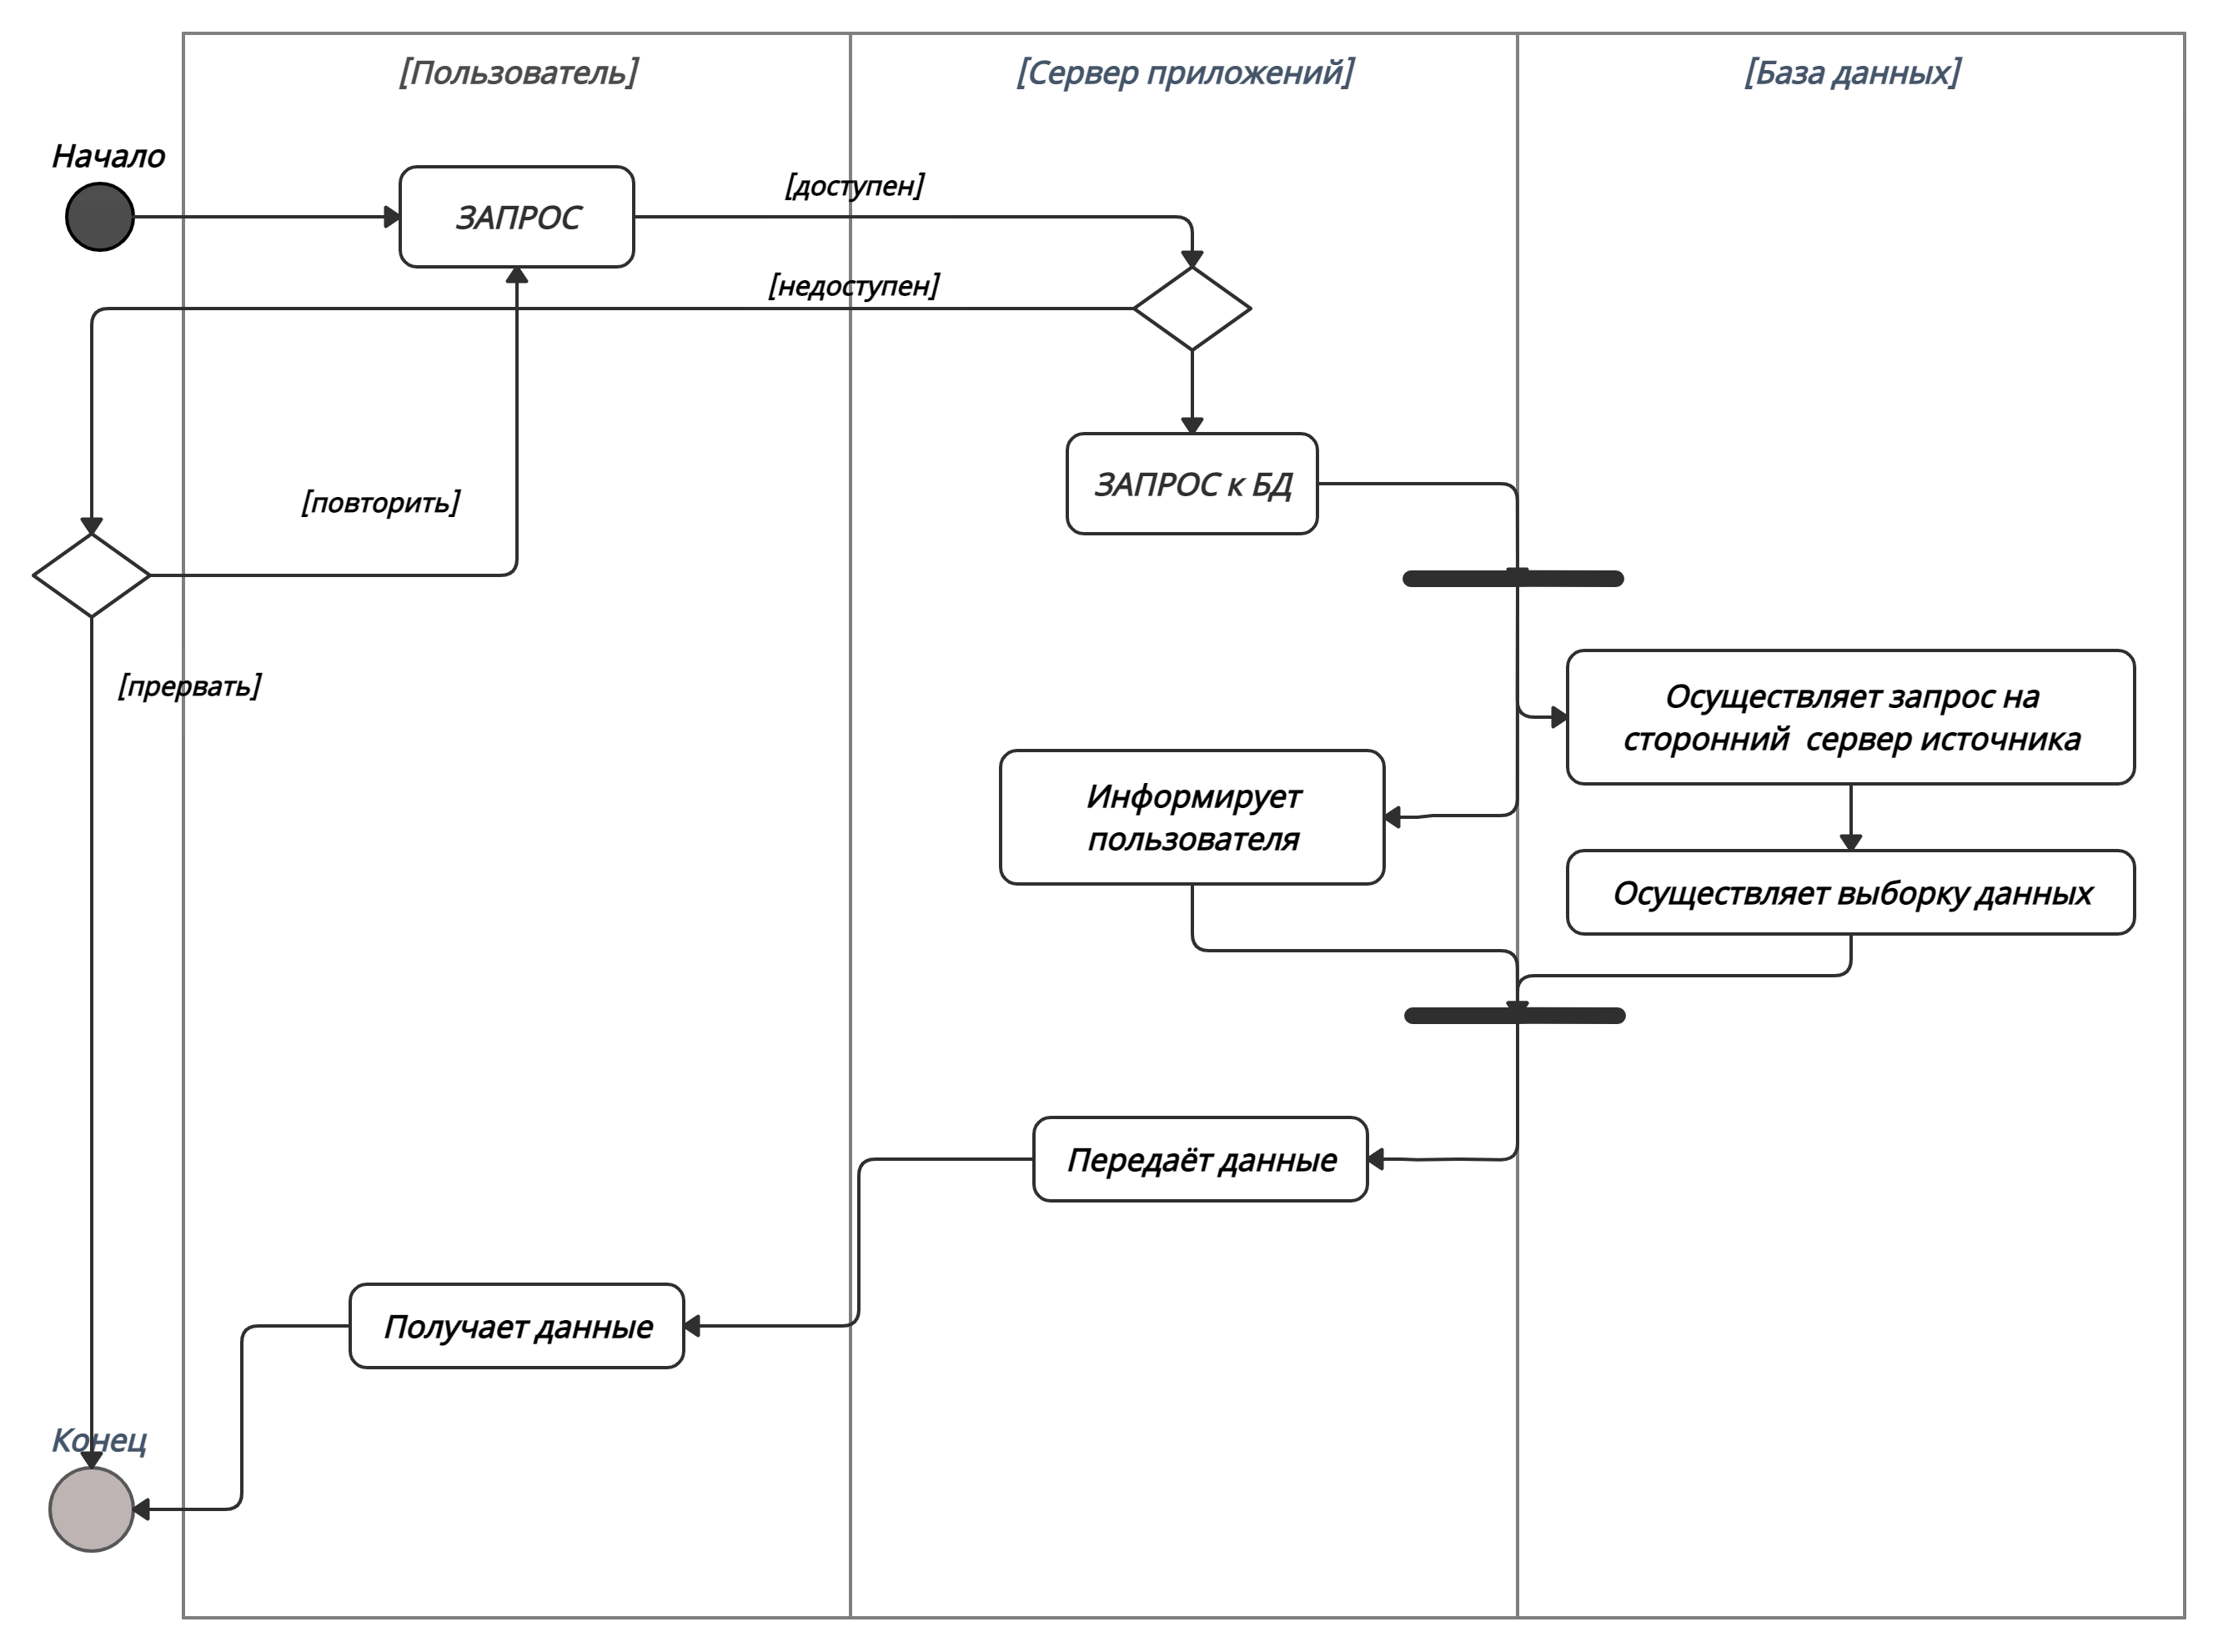 [Пользователь]
[Сервер приложений]
[База данных]
Начало
ЗАПРОС
[доступен]
[недоступен]
ЗАПРОС к БД
[повторить]
[прервать]
Осуществляет запрос на
сторонний  сервер источника
Информирует
пользователя
Осуществляет выборку данных
Передаёт данные
Получает данные
Конец